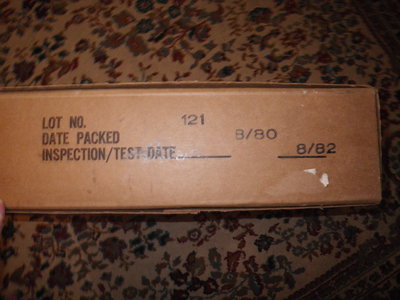 LOT NO. 121
DATE PACKED 8/80
INSPECTION/TEST DATE 8/82